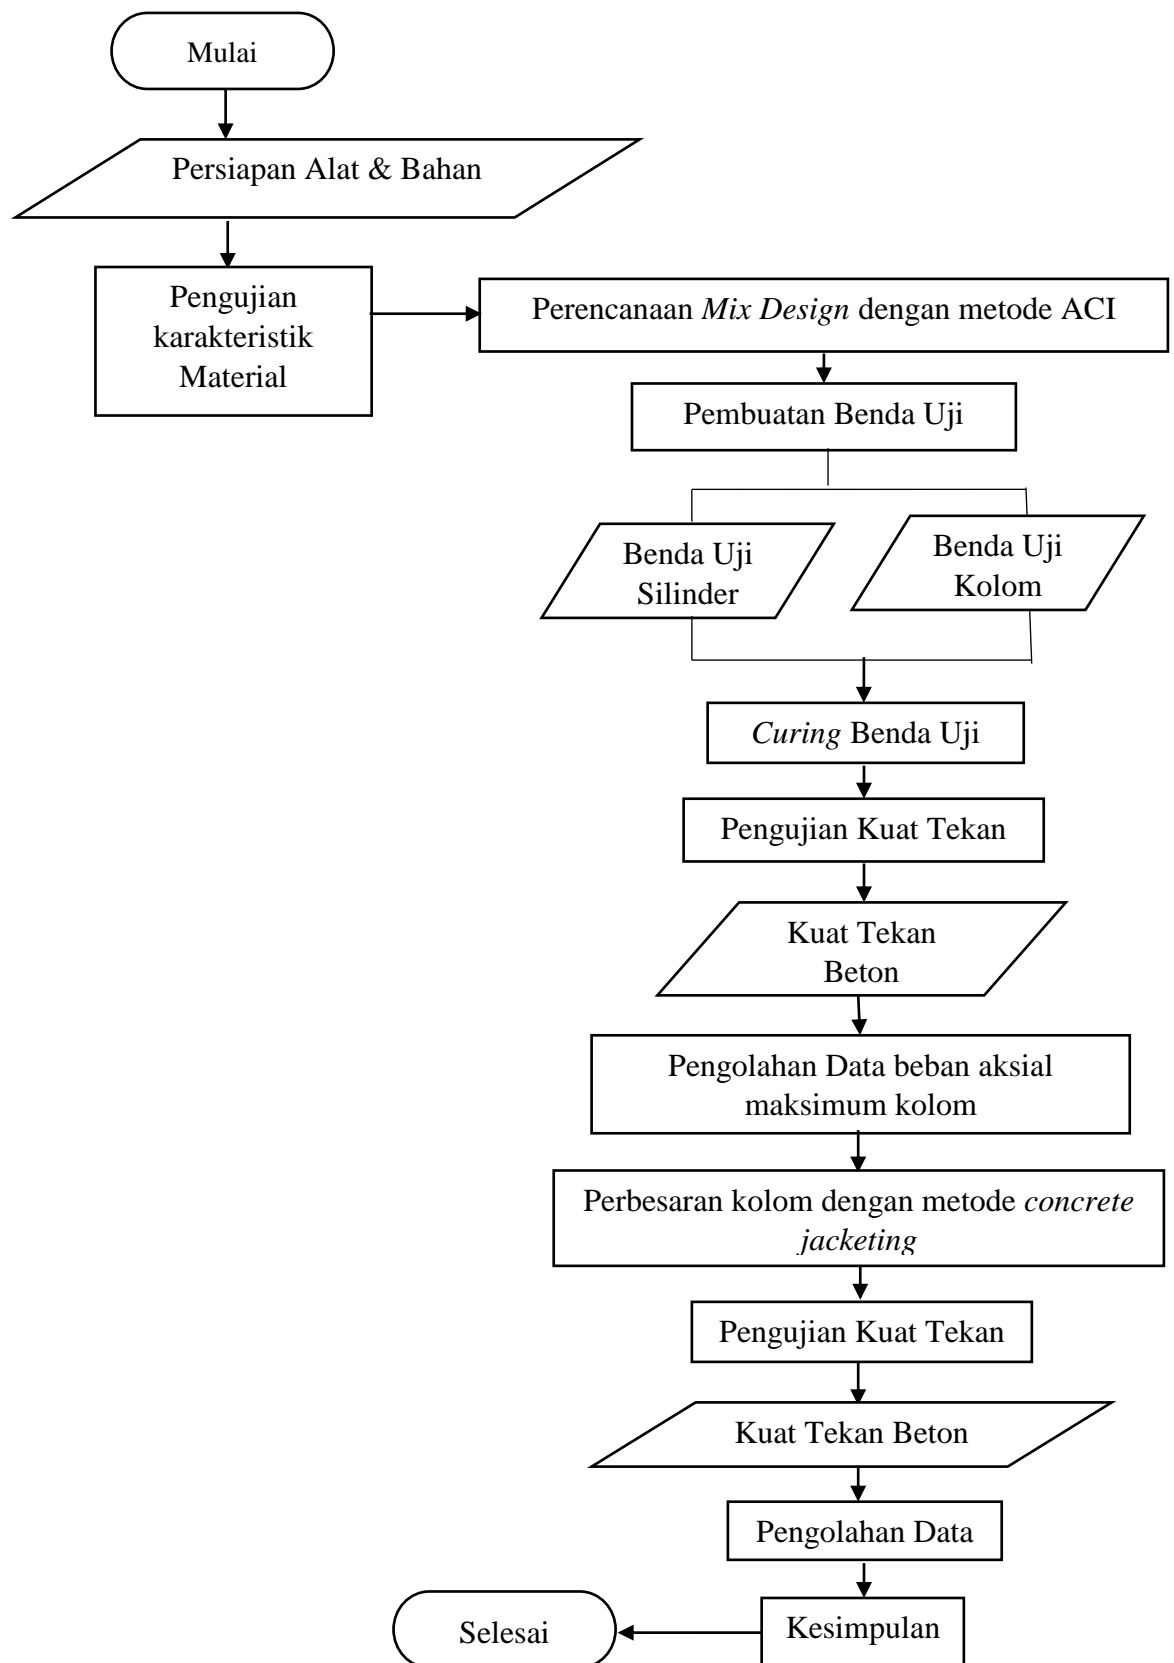 Mulai
Persiapan Alat & Bahan
Pengujian
karakteristik
Material
Perencanaan Mix Design dengan metode ACI
Pembuatan Benda Uji
Benda Uji
Silinder
Benda Uji
Kolom
Curing Benda Uji
Pengujian Kuat Tekan
Kuat Tekan
Beton
Pengolahan Data beban aksial
maksimum kolom
Perbesaran kolom dengan metode concrete
jacketing
Pengujian Kuat Tekan
Kuat Tekan Beton
Pengolahan Data
Kesimpulan
Selesai